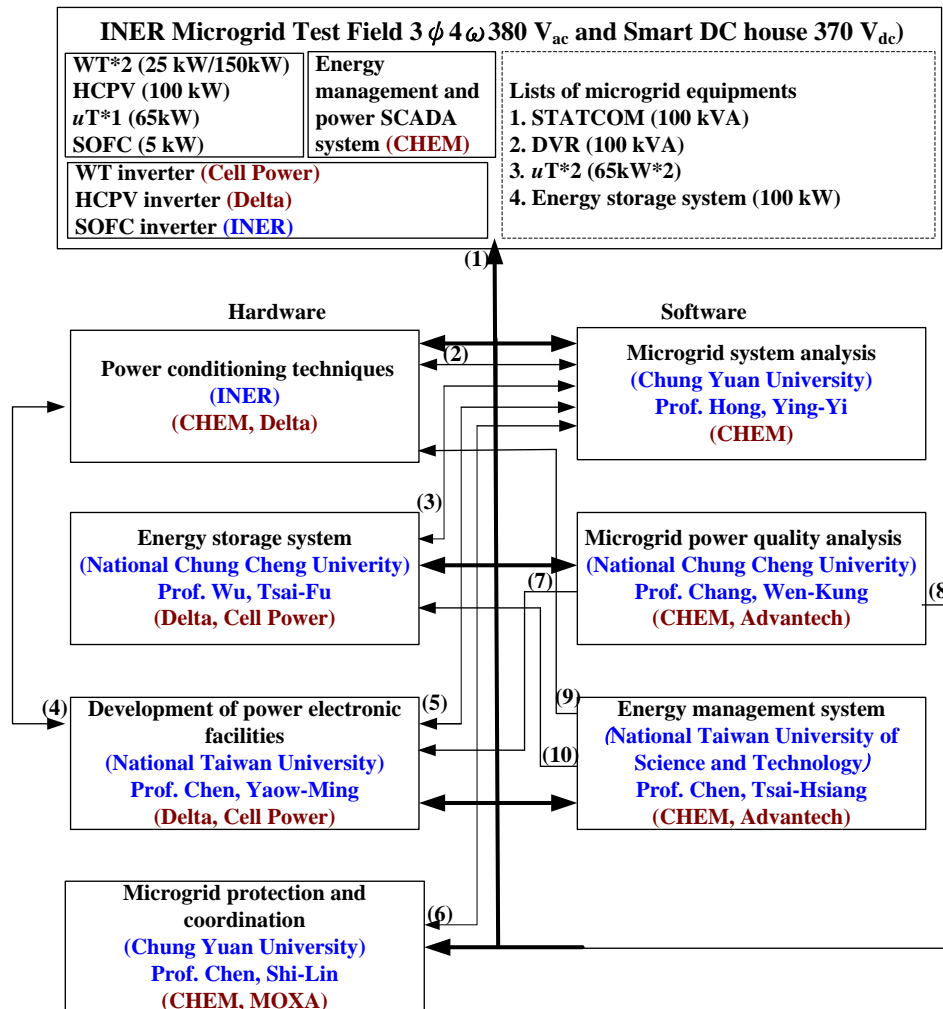 INER Microgrid Test Field 3 ϕ 4 ω 380 Vac and Smart DC house 370 Vdc)
WT*2 (25 kW/150kW)
HCPV (100 kW)
uT*1 (65kW)
SOFC (5 kW)
Energy
management and
power SCADA
system (CHEM)
WT inverter (Cell Power)
HCPV inverter (Delta)
SOFC inverter (INER)
Lists of microgrid equipments
1. STATCOM (100 kVA)
2. DVR (100 kVA)
3. uT*2 (65kW*2)
4. Energy storage system (100 kW)
(1)
Hardware
Software
Power conditioning techniques
(INER)
(CHEM, Delta)
(2)
Microgrid system analysis
(Chung Yuan University)
Prof. Hong, Ying-Yi
(CHEM)
(3)
Energy storage system
(National Chung Cheng Univerity)
Prof. Wu, Tsai-Fu
(Delta, Cell Power)
(7)
Microgrid power quality analysis
(National Chung Cheng Univerity)
Prof. Chang, Wen-Kung
(CHEM, Advantech)
(8
(4)
Development of power electronic
facilities
(National Taiwan University)
Prof. Chen, Yaow-Ming
(Delta, Cell Power)
(5)
(9)
(10)
Energy management system
(National Taiwan University of
Science and Technology)
Prof. Chen, Tsai-Hsiang
(CHEM, Advantech)
Microgrid protection and
coordination
(Chung Yuan University)
Prof. Chen, Shi-Lin
(CHEM, MOXA)
(6)